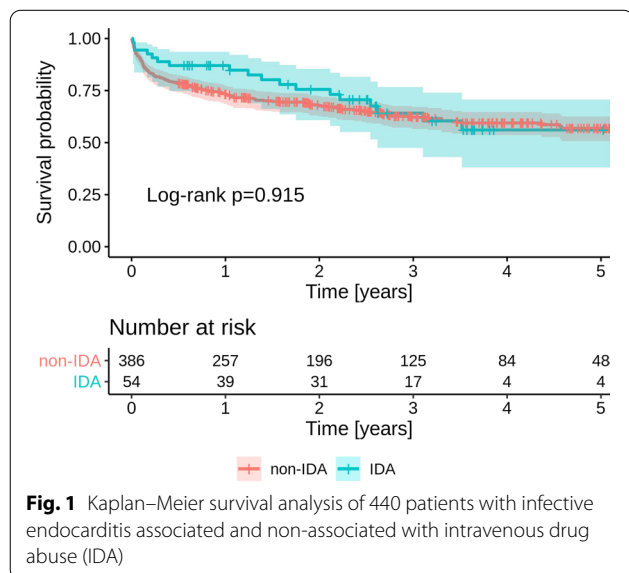 1.00
0.75
0.50
0.25
0.00
Survival probability
Log-rank p=0.915
0 1 2 3 4 5
Time [years]
Number at risk
non-IDA 386 257 196 125 84 48
IDA 54 39 31 17 4 4
0 1 2 3 4 5
Time [years]
non-IDA IDA
Fig. 1 Kaplan–Meier survival analysis of 440 patients with infective
endocarditis associated and non-associated with intravenous drug
abuse (IDA)